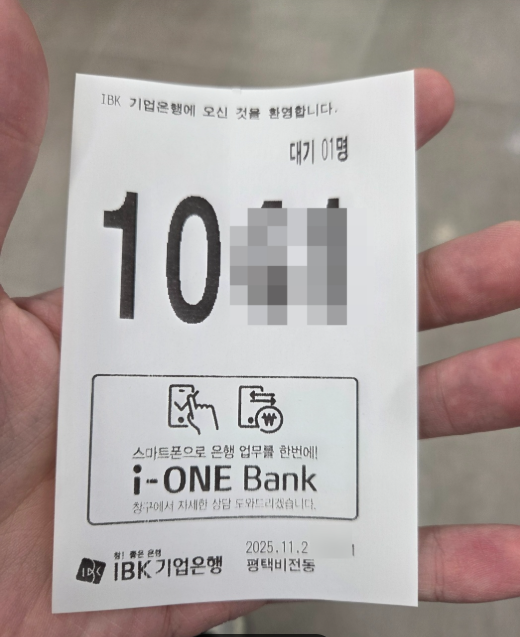 IBK 기업은행에 오신 것을 환영합니다.
대기 01명
10
스마트폰으로 은행 업무를 한번에!
i-ONE Bank
창구에서 자세한 상담 도와드리겠습니다.
참! 좋은 은행
IBK기업은행
2025.11.2
평택비전동